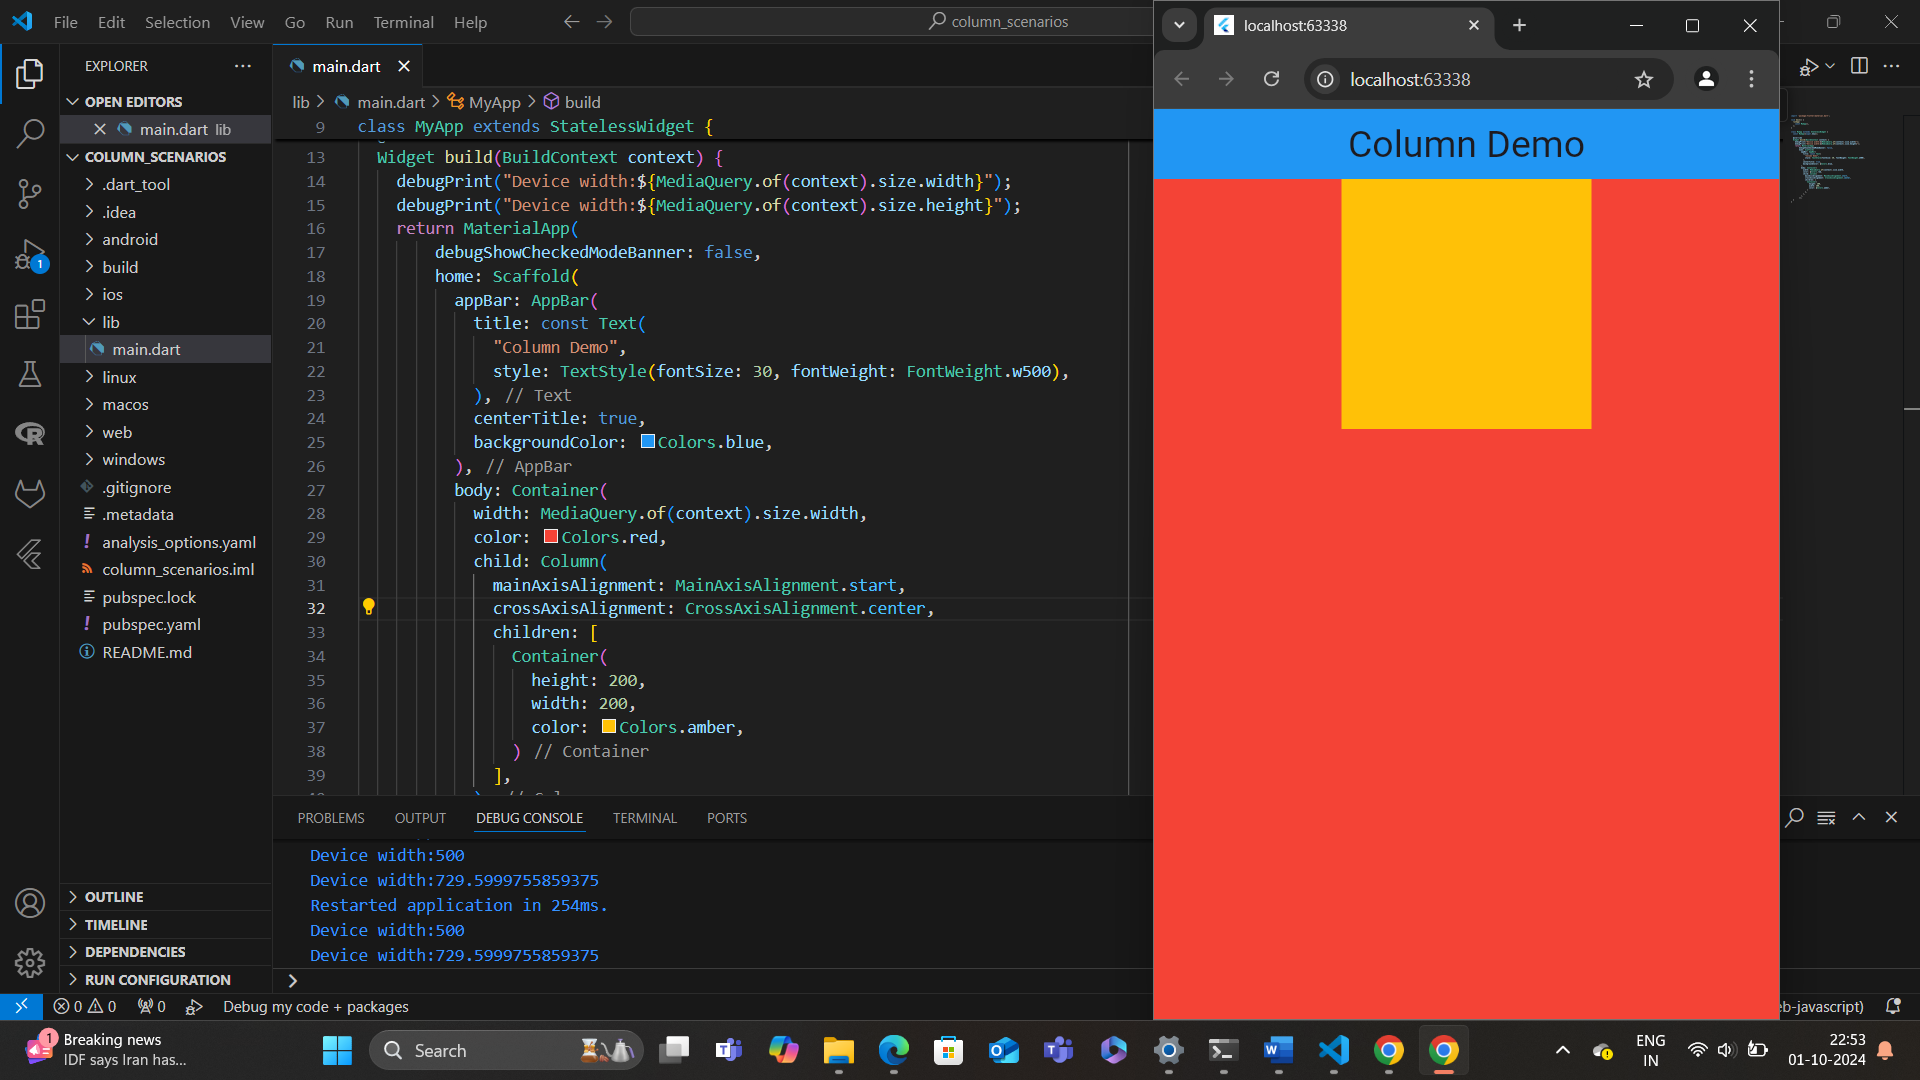 File Edit Selection View Go Run Terminal Help
column_scenarios
localhost:63338
EXPLORER
main.dart
localhost:63338
OPEN EDITORS
main.dart lib
COLUMN_SCENARIOS
.dart_tool
.idea
android
build
ios
lib
main.dart
linux
macos
web
windows
.gitignore
.metadata
analysis_options.yaml
column_scenarios.iml
pubspec.lock
pubspec.yaml
README.md
OUTLINE
TIMELINE
DEPENDENCIES
RUN CONFIGURATION
lib > main.dart > MyApp > build
9 class MyApp extends StatelessWidget {
13 Widget build(BuildContext context) {
14 debugPrint("Device width:${MediaQuery.of(context).size.width}");
15 debugPrint("Device width:${MediaQuery.of(context).size.height}");
16 return MaterialApp(
17 debugShowCheckedModeBanner: false,
18 home: Scaffold(
19 appBar: AppBar(
20 title: const Text(
21 "Column Demo",
22 style: TextStyle(fontSize: 30, fontWeight: FontWeight.w500),
23 ), // Text
24 centerTitle: true,
25 backgroundColor: Colors.blue,
26 ), // AppBar
27 body: Container(
28 width: MediaQuery.of(context).size.width,
29 color: Colors.red,
30 child: Column(
31 mainAxisAlignment: MainAxisAlignment.start,
32 crossAxisAlignment: CrossAxisAlignment.center,
33 children: [
34 Container(
35 height: 200,
36 width: 200,
37 color: Colors.amber,
38 ) // Container
39 ],
Column Demo
PROBLEMS OUTPUT DEBUG CONSOLE TERMINAL PORTS
Device width:500
Device width:729.5999755859375
Restarted application in 254ms.
Device width:500
Device width:729.5999755859375
0 0 0 Debug my code + packages
b-javascript)
1
1
Breaking news
IDF says Iran has...
Search
ENG
IN
22:53
01-10-2024